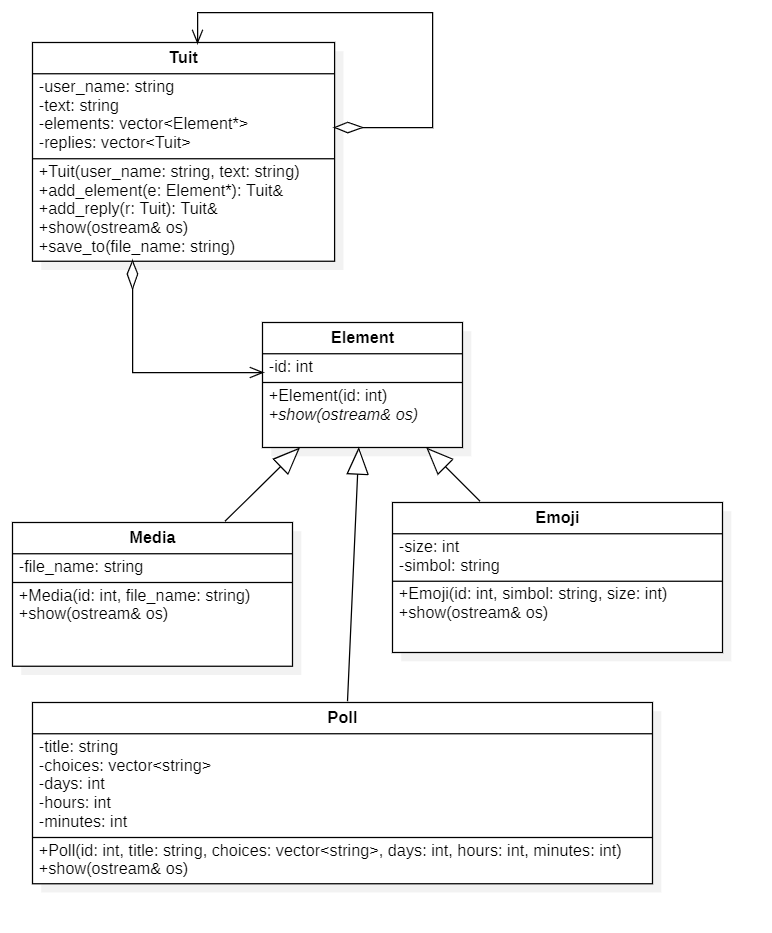 Tuit
-user_name: string
-text: string
-elements: vector<Element*>
-replies: vector<Tuit>
+Tuit(user_name: string, text: string)
+add_element(e: Element*): Tuit&
+add_reply(r: Tuit): Tuit&
+show(ostream& os)
+save_to(file_name: string)
Element
-id: int
+Element(id: int)
+show(ostream& os)
Media
-file_name: string
+Media(id: int, file_name: string)
+show(ostream& os)
Emoji
-size: int
-simbol: string
+Emoji(id: int, simbol: string, size: int)
+show(ostream& os)
Poll
-title: string
-choices: vector<string>
-days: int
-hours: int
-minutes: int
+Poll(id: int, title: string, choices: vector<string>, days: int, hours: int, minutes: int)
+show(ostream& os)